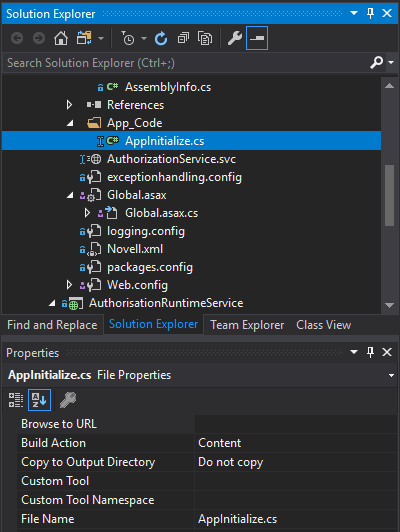 Solution Explorer
Search Solution Explorer (Ctrl+;)
C# AssemblyInfo.cs
References
App_Code
C# AppInitialize.cs
AuthorizationService.svc
exceptionhandling.config
Global.asax
Global.asax.cs
logging.config
Novell.xml
packages.config
Web.config
AuthorisationRuntimeService
Find and Replace Solution Explorer Team Explorer Class View
Properties
AppInitialize.cs File Properties
A Z
Browse to URL
Build Action Content
Copy to Output Directory Do not copy
Custom Tool
Custom Tool Namespace
File Name AppInitialize.cs